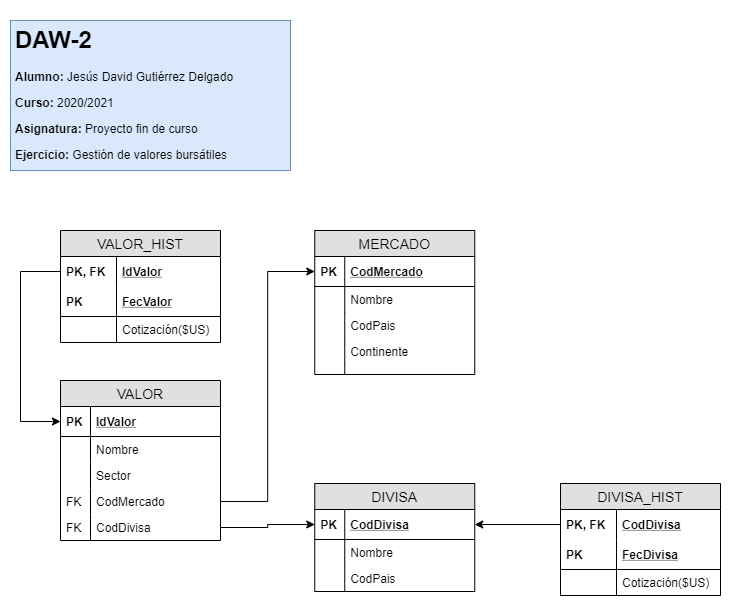 DAW-2
Alumno: Jesús David Gutiérrez Delgado
Curso: 2020/2021
Asignatura: Proyecto fin de curso
Ejercicio: Gestión de valores bursátiles
VALOR_HIST
PK, FK IdValor
PK FecValor
Cotización($US)
MERCADO
PK CodMercado
Nombre
CodPais
Continente
VALOR
PK IdValor
Nombre
Sector
FK CodMercado
FK CodDivisa
DIVISA
PK CodDivisa
Nombre
CodPais
DIVISA_HIST
PK, FK CodDivisa
PK FecDivisa
Cotización($US)